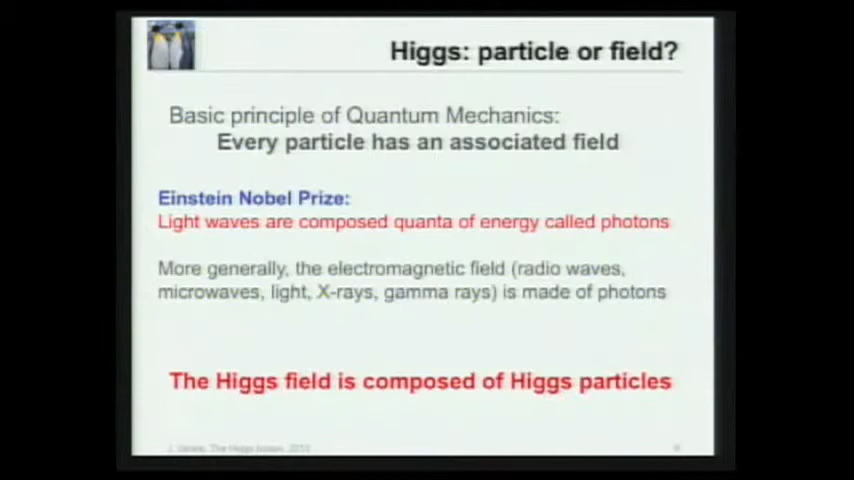 Higgs: particle or field?
Basic principle of Quantum Mechanics:
Every particle has an associated field
Einstein Nobel Prize:
Light waves are composed quanta of energy called photons
More generally, the electromagnetic field (radio waves,
microwaves, light, X-rays, gamma rays) is made of photons
The Higgs field is composed of Higgs particles
The Higgs